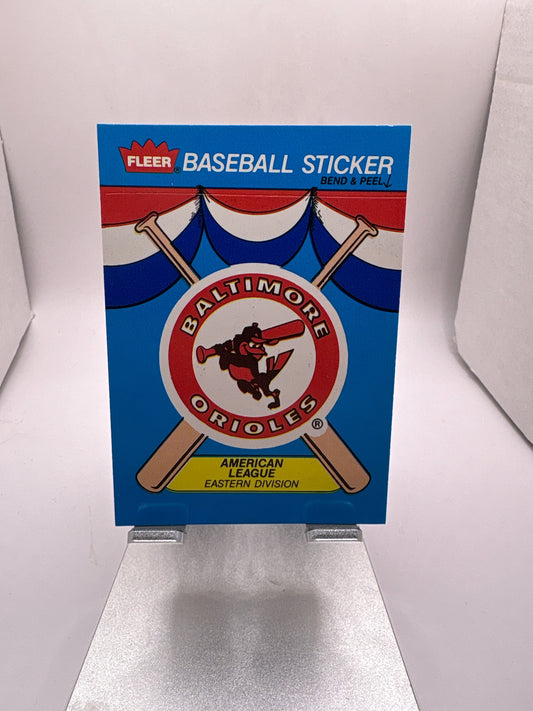 FLEER® BASEBALL STICKER
BEND & PEEL↓
BALTIMORE
ORIOLES
®
AMERICAN
LEAGUE
EASTERN DIVISION